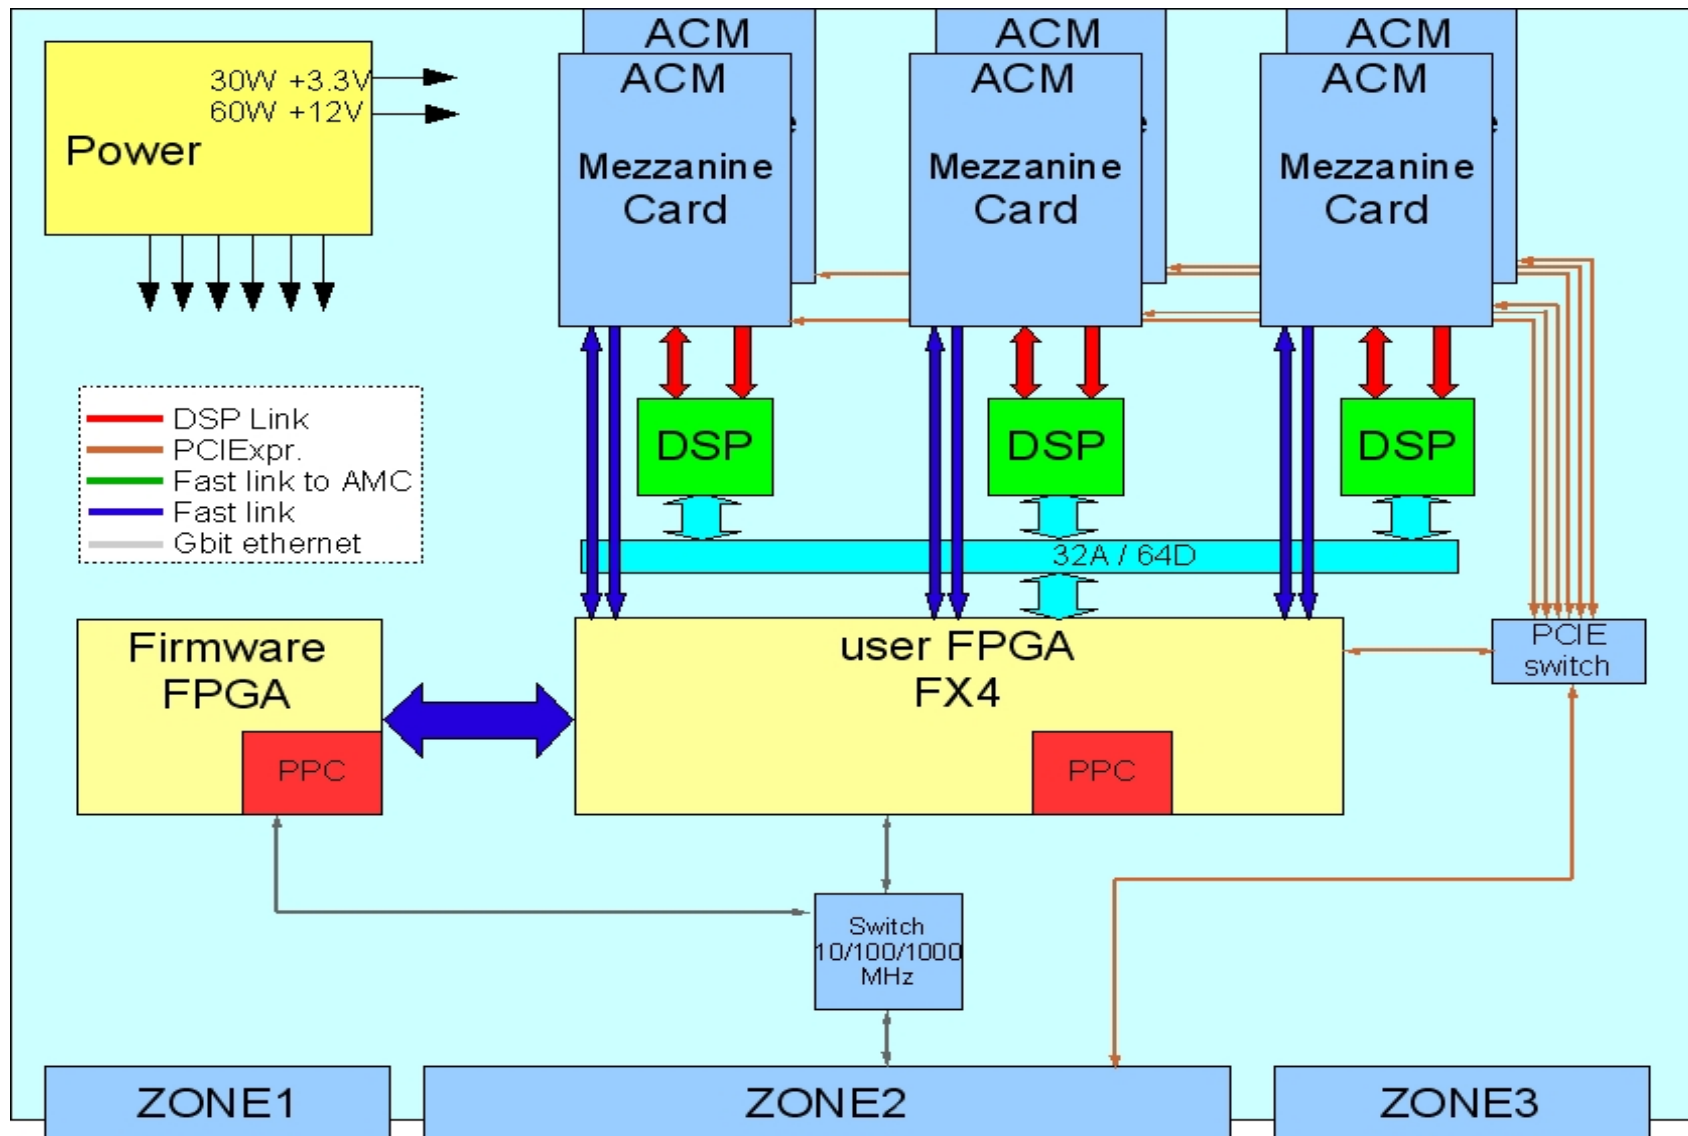 ACM
ACM
ACM
ACM
ACM
ACM
30W +3.3V
60W +12V
Power
Mezzanine
Card
Mezzanine
Card
Mezzanine
Card
DSP Link
PCIExpr.
Fast link to AMC
Fast link
Gbit ethernet
DSP
DSP
DSP
32A / 64D
Firmware
FPGA
PPC
user FPGA
FX4
PPC
PCIE
switch
Switch
10/100/1000
MHz
ZONE1
ZONE2
ZONE3